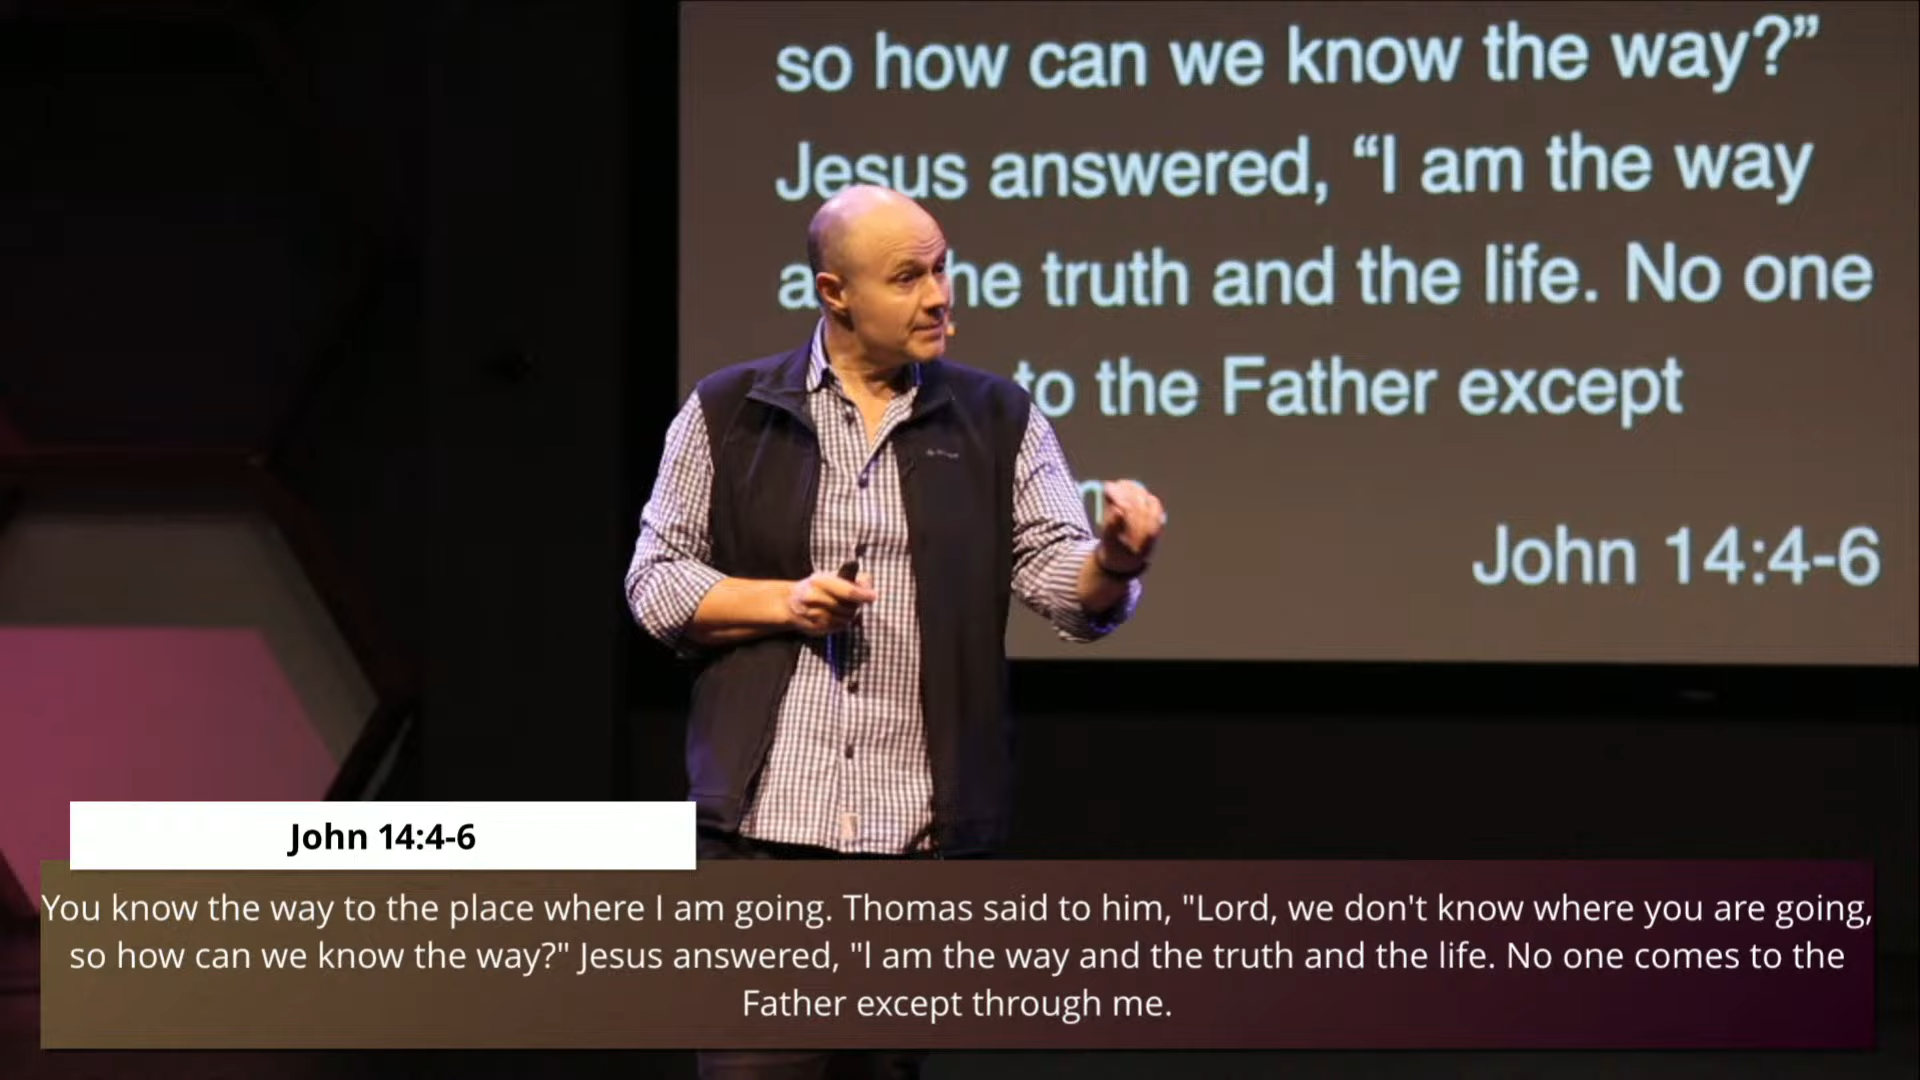 so how can we know the way?”
Jesus answered, “I am the way
the truth and the life. No one
to the Father except
John 14:4-6
John 14:4-6
You know the way to the place where I am going. Thomas said to him, "Lord, we don't know where you are going,
so how can we know the way?" Jesus answered, "I am the way and the truth and the life. No one comes to the
Father except through me.